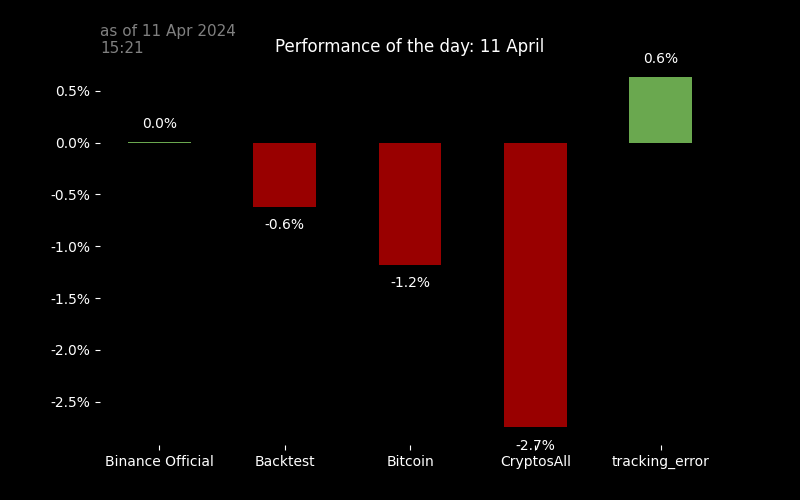 as of 11 Apr 2024
15:21
Performance of the day: 11 April
0.6%
0.5%
0.0%
0.0%
-0.5%
-0.6%
-1.0%
-1.2%
-1.5%
-2.0%
-2.5%
-2.7%
Binance Official
Backtest
Bitcoin
CryptosAll
tracking_error